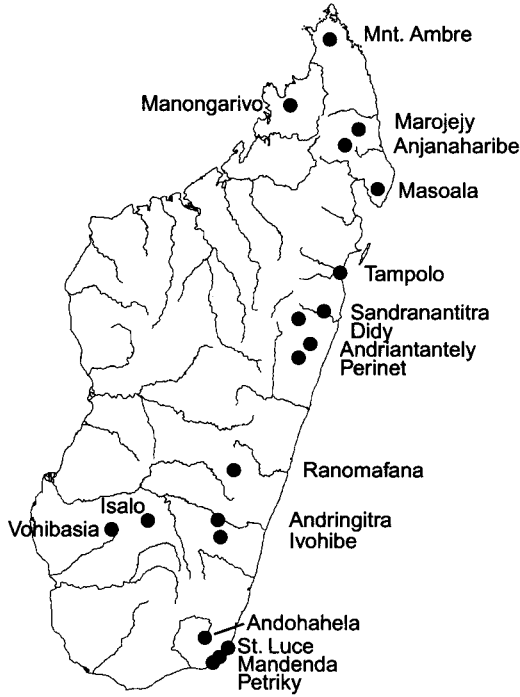 Mnt. Ambre
Manongarivo
Marojejy
Anjanaharibe
Masoala
Tampolo
Sandranantitra
Didy
Andriantantely
Perinet
Ranomafana
Isalo
Vohibasia
Andringitra
Ivohibe
Andohahela
St. Luce
Mandenda
Petriky